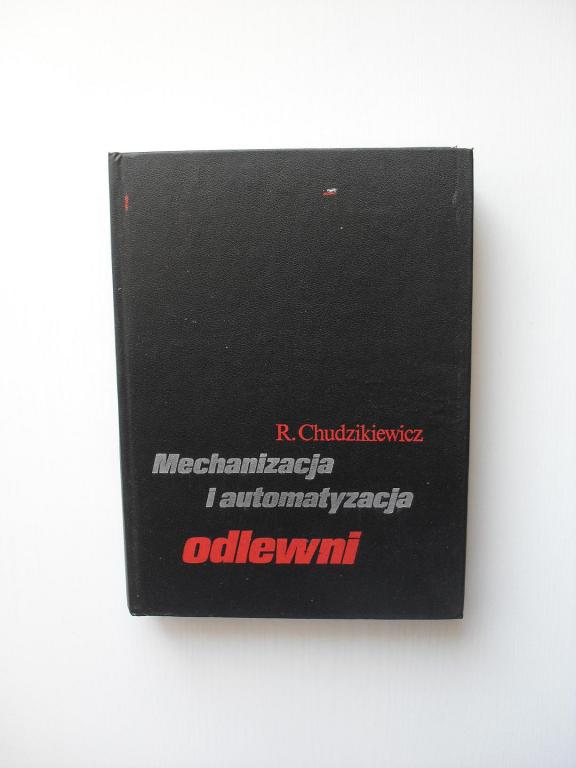 R. Chudzikiewicz
Mechanizacja
i automatyzacja
odlewni